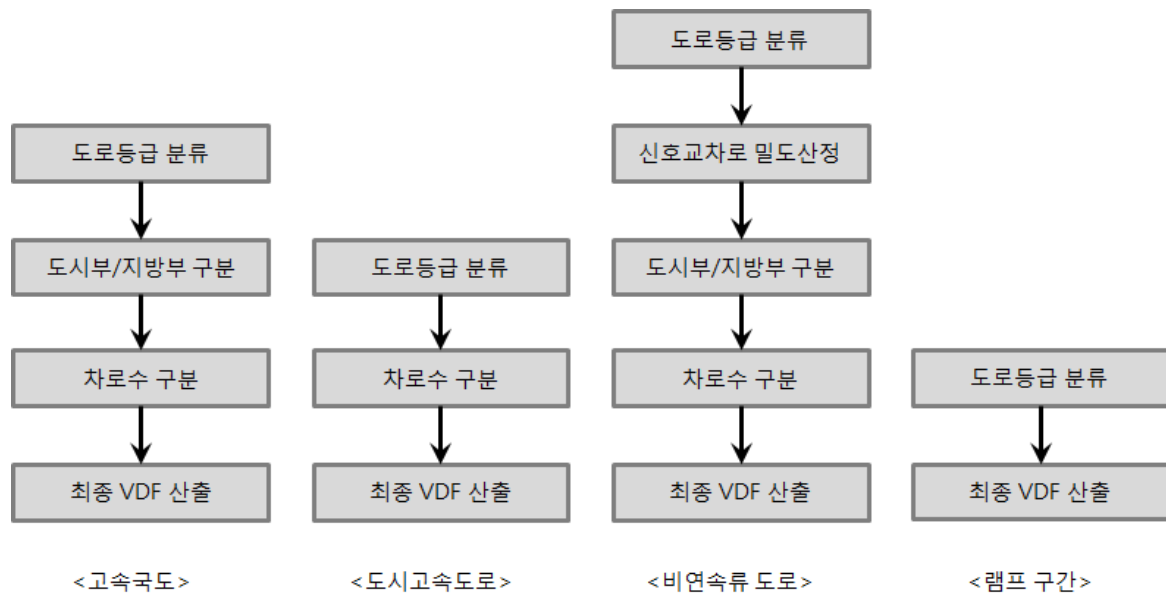 도로등급 분류
도시부/지방부 구분
차로수 구분
최종 VDF 산출
<고속국도>
도로등급 분류
차로수 구분
최종 VDF 산출
<도시고속도로>
도로등급 분류
신호교차로 밀도산정
도시부/지방부 구분
차로수 구분
최종 VDF 산출
<비연속류 도로>
도로등급 분류
최종 VDF 산출
<램프 구간>